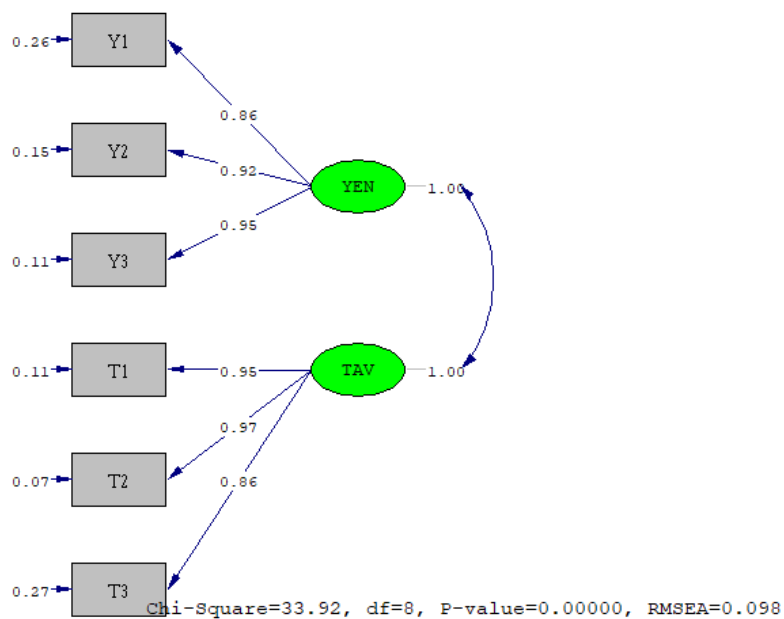 0.26 Y1
0.86
0.15 Y2
0.92
YEN 1.00
0.95
0.11 Y3
0.11 T1 0.95 TAV 1.00
0.97
0.07 T2 0.86
0.27 T3
Chi-Square=33.92, df=8, P-value=0.00000, RMSEA=0.098